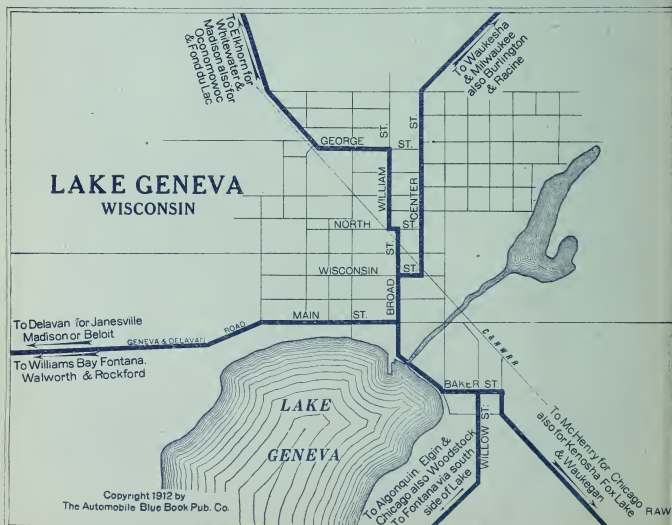 To Elkhorn for
Whitewater &
Madison also for
Oconomowoc
& Fond du Lac
To Waukesha
& Milwaukee
also Burlington
& Racine
GEORGE ST.
WILLIAM ST.
CENTER ST.
LAKE GENEVA
WISCONSIN
NORTH ST.
WISCONSIN ST.
BROAD ST.
MAIN ST.
To Delavan for Janesville
Madison or Beloit
GENEVA & DELAVAN ROAD
To Williams Bay Fontana,
Walworth & Rockford
C & N W R R
BAKER ST.
WILLOW ST.
LAKE
GENEVA
To Algonquin Elgin &
Chicago also Woodstock
To Fontana via south
side of Lake
To McHenry for Chicago
also for Kenosha Fox Lake
& Waukegan
Copyright 1912 by
The Automobile Blue Book Pub. Co.
RAW